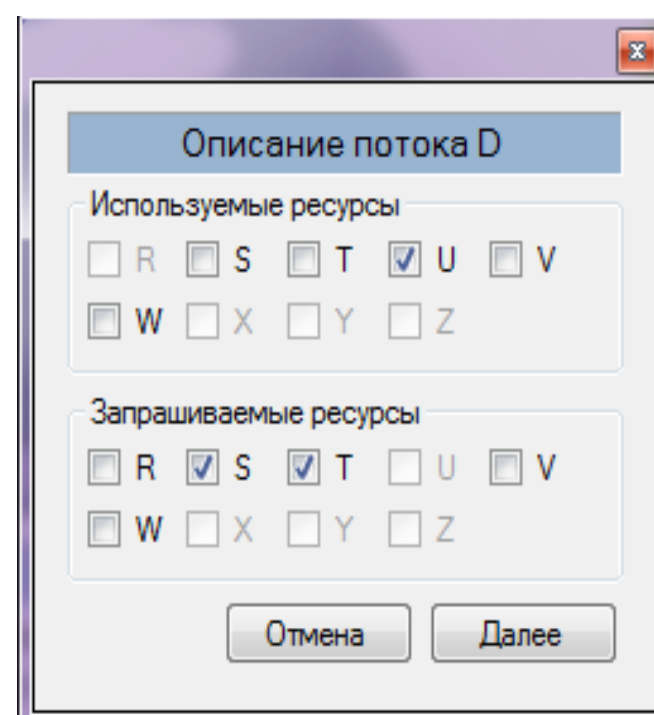 Описание потока D
Используемые ресурсы
R S T U V
W X Y Z
Запрашиваемые ресурсы
R S T U V
W X Y Z
Отмена Далее